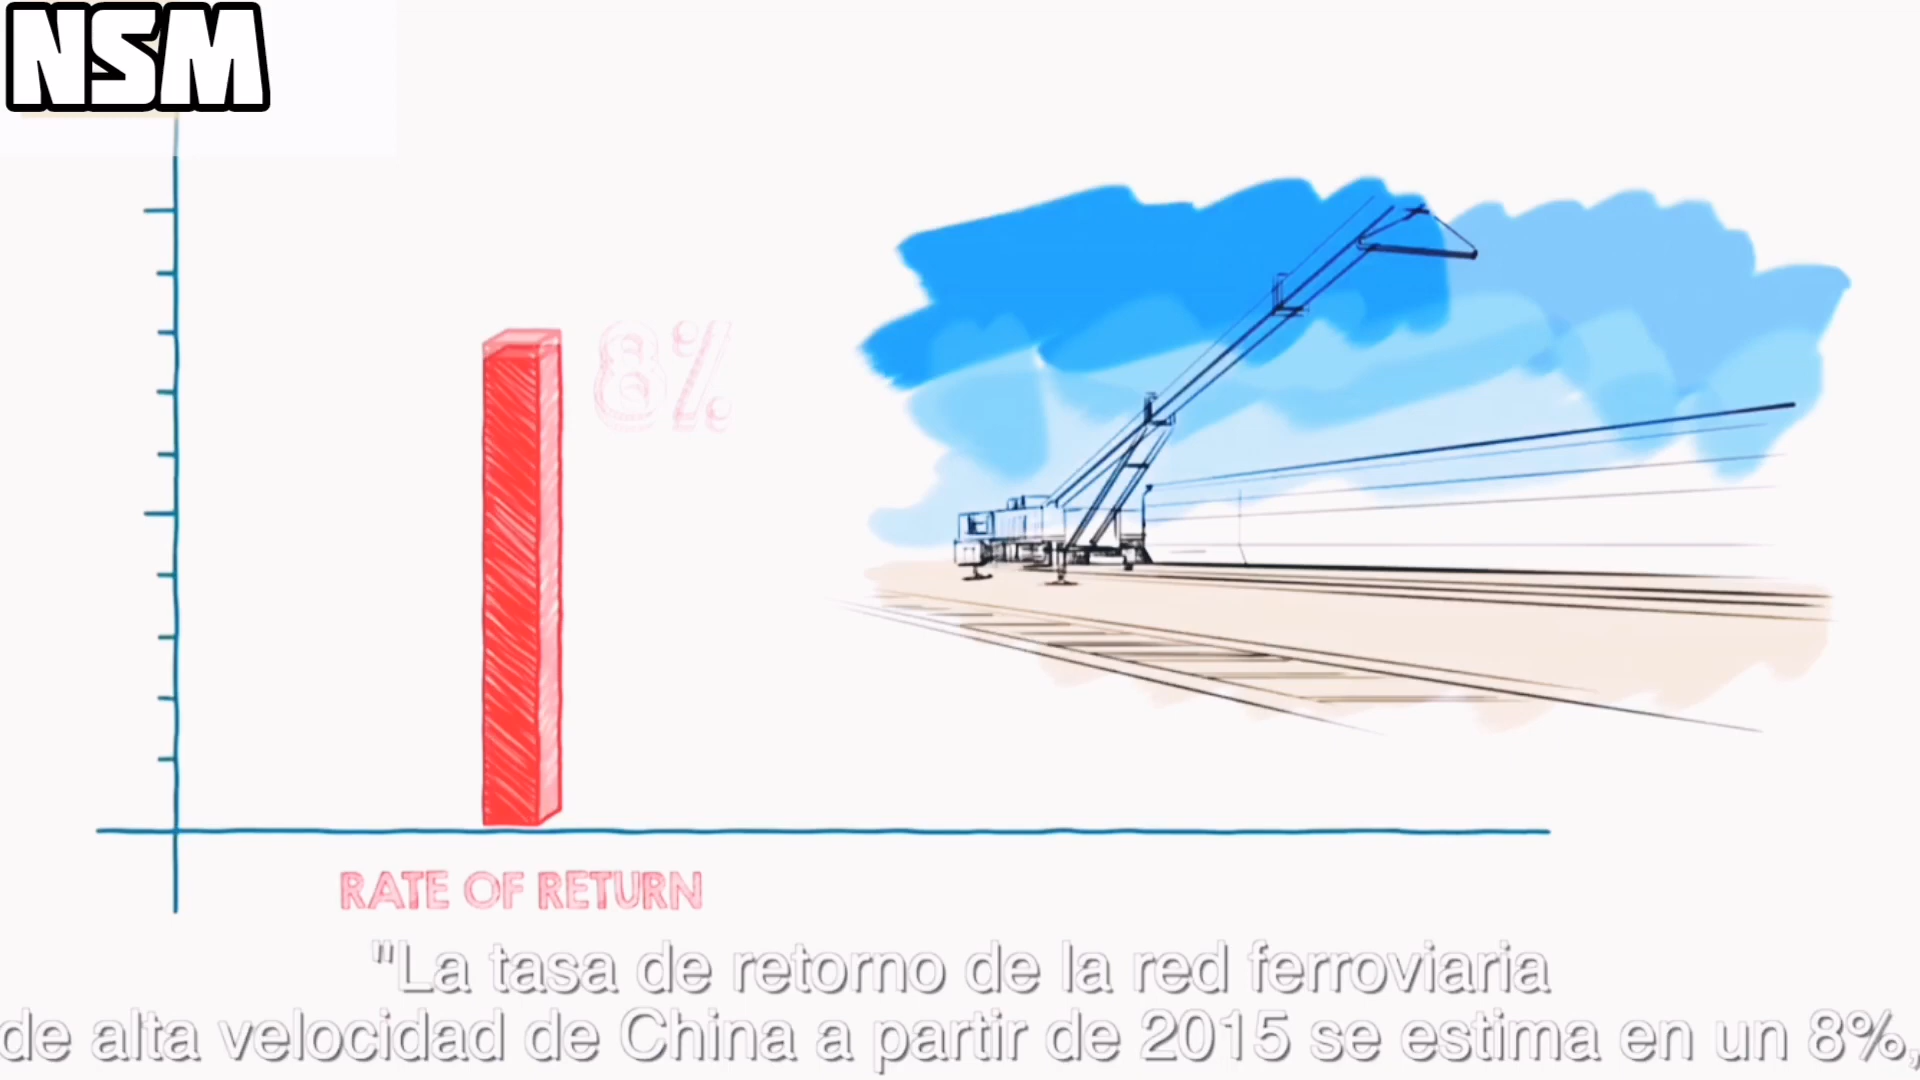 NSM
8%
RATE OF RETURN
"La tasa de retorno de la red ferroviaria
de alta velocidad de China a partir de 2015 se estima en un 8%,